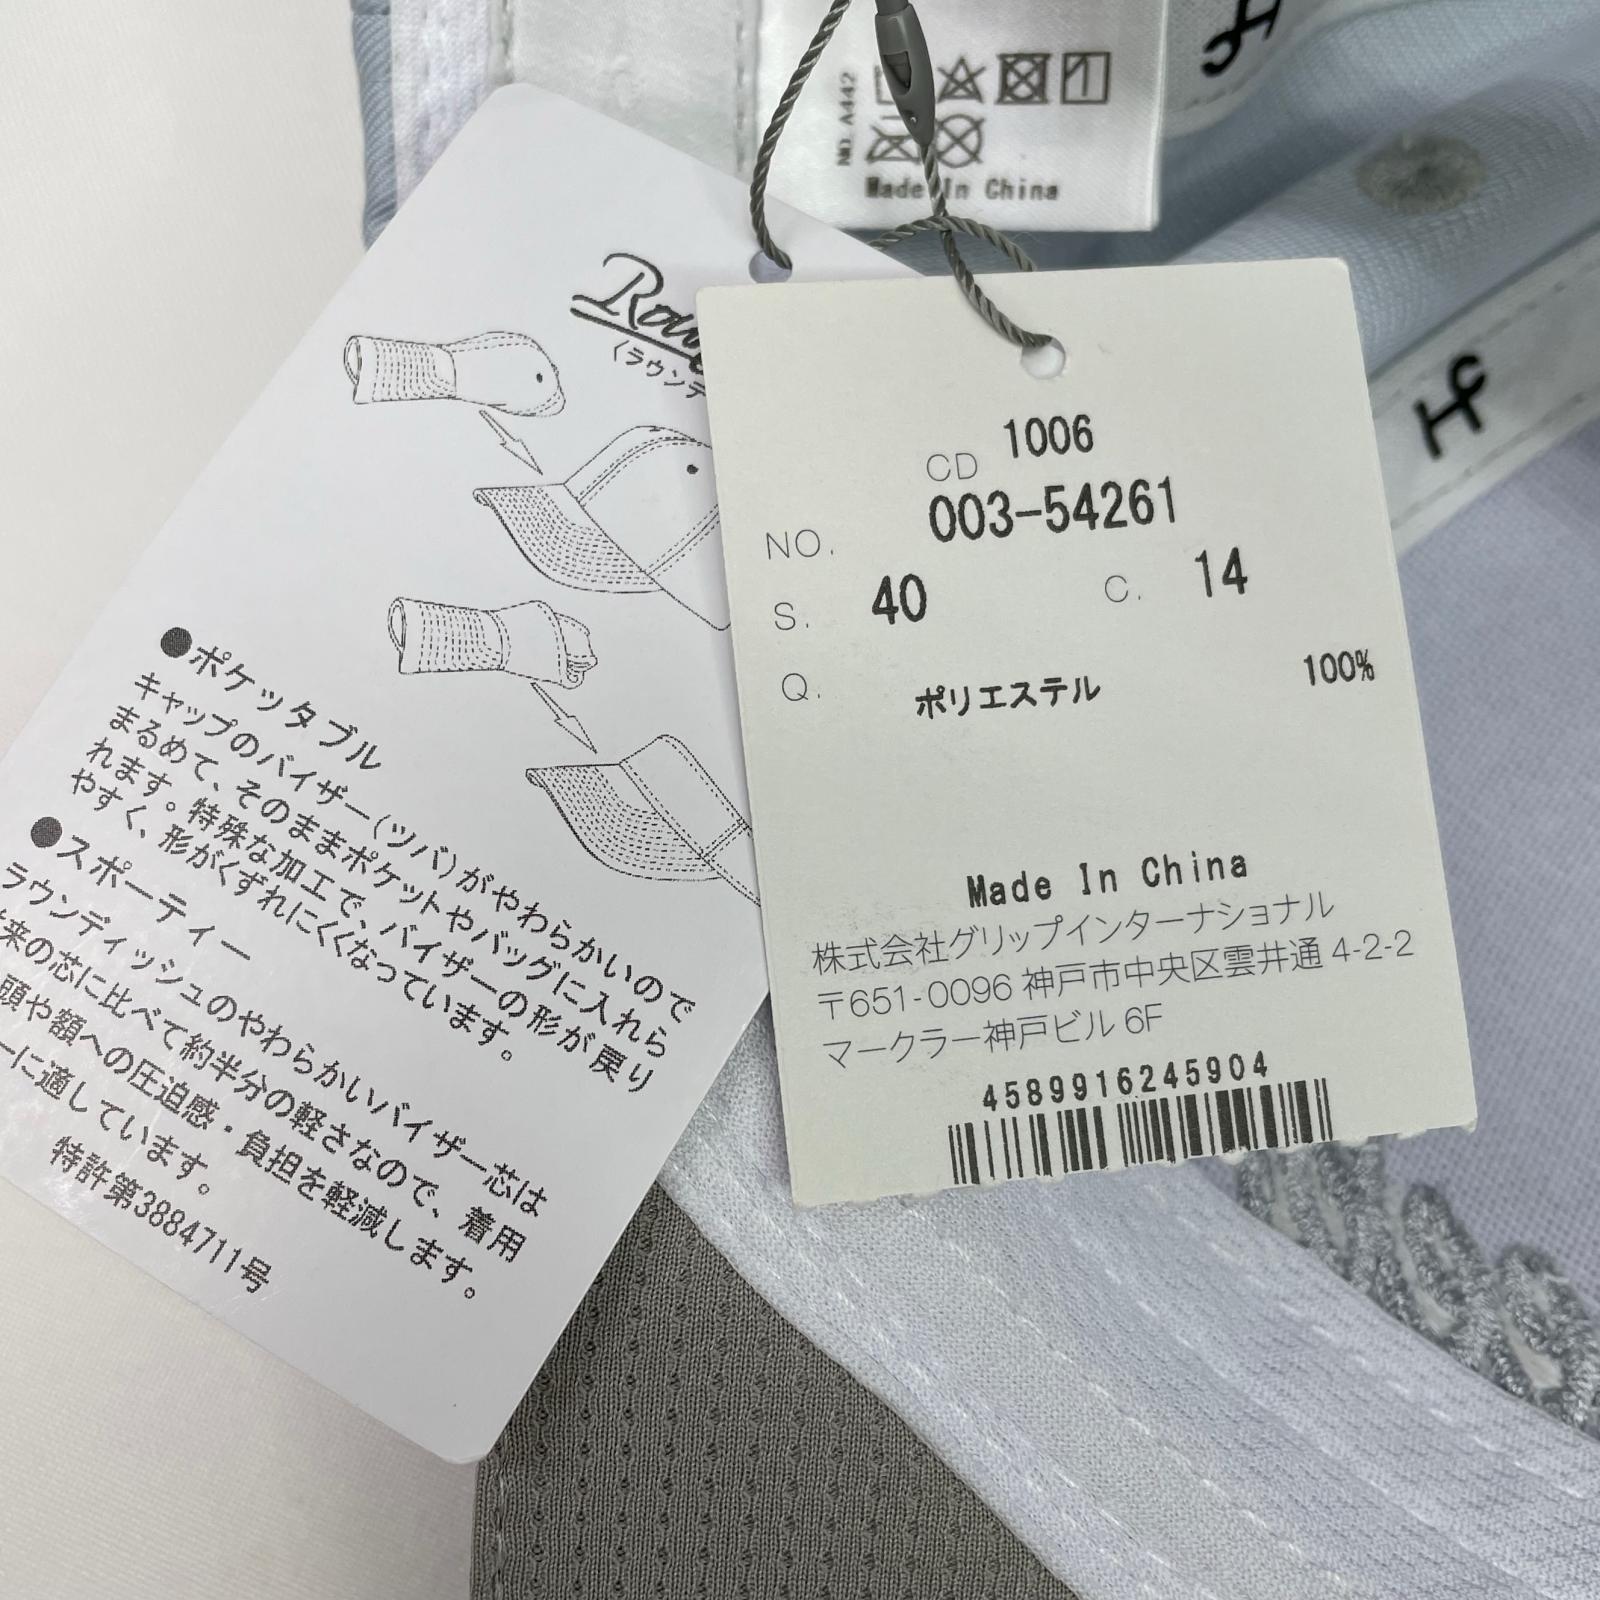 NO. A442
Made In China
HC
〈ラウンデ
●ポケッタブル
キャップのバイザー(ツバ)がやわらかいので
まるめて、そのままポケットやバッグに入れら
れます。特殊な加工で、バイザーの形が戻り
やすく、形がくずれにくくなっています。
●スポーティー
ラウンディッシュのやわらかいバイザー芯は
来の芯に比べて約半分の軽さなので、着用
頭や額への圧迫感・負担を軽減します。
ーに適しています。
特許第3884711号
CD 1006
NO. 003-54261
S. 40 C. 14
Q. ポリエステル 100%
Made In China
株式会社グリップインターナショナル
〒651-0096 神戸市中央区雲井通 4-2-2
マークラー神戸ビル 6F
4589916245904